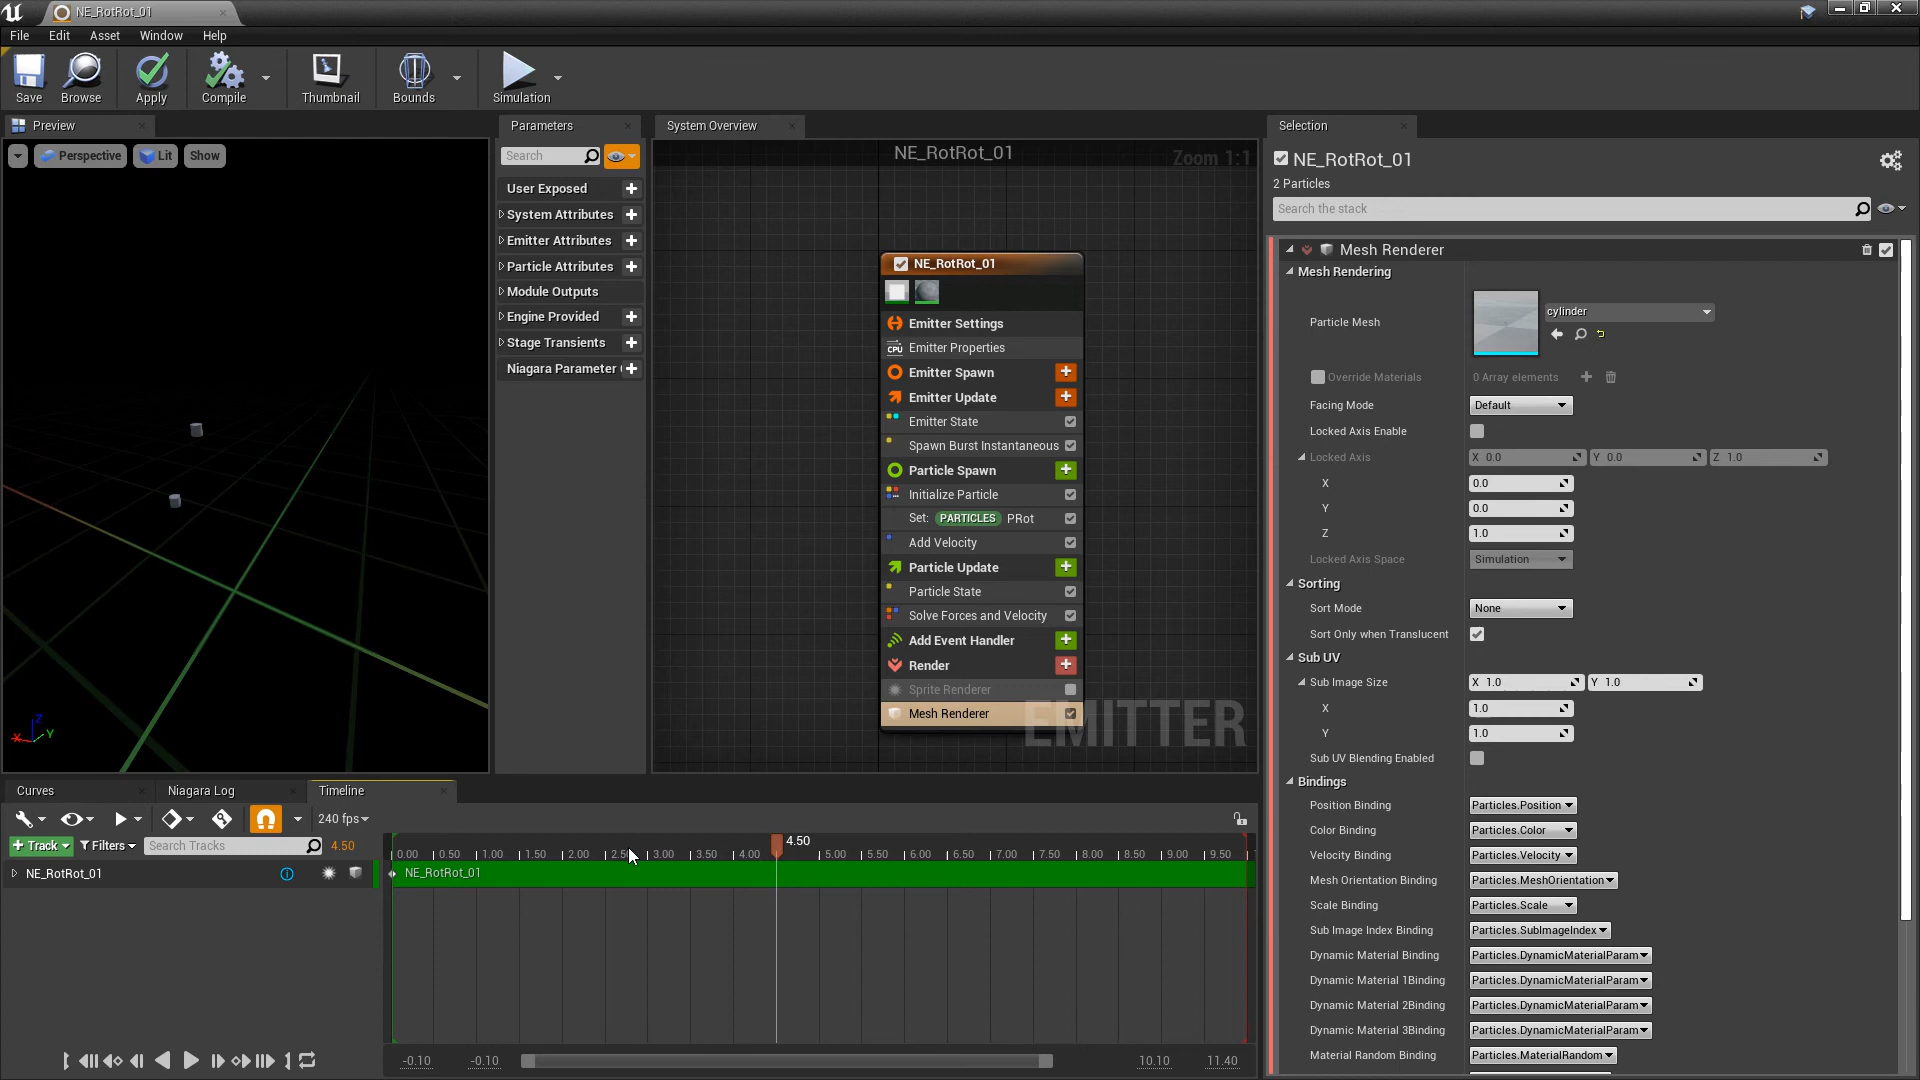 NE_RotRot_01
File Edit Asset Window Help
Save Browse Apply Compile Thumbnail Bounds Simulation
Preview
Perspective Lit Show
Z
X
Y
Parameters
Search
User Exposed
System Attributes
Emitter Attributes
Particle Attributes
Module Outputs
Engine Provided
Stage Transients
Niagara Parameter
System Overview
NE_RotRot_01
Zoom 1:1
NE_RotRot_01
Emitter Settings
CPU Emitter Properties
Emitter Spawn
Emitter Update
Emitter State
Spawn Burst Instantaneous
Particle Spawn
Initialize Particle
Set: PARTICLES PRot
Add Velocity
Particle Update
Particle State
Solve Forces and Velocity
Add Event Handler
Render
Sprite Renderer
Mesh Renderer
EMITTER
Selection
NE_RotRot_01
2 Particles
Search the stack
Mesh Renderer
Mesh Rendering
Particle Mesh cylinder
Override Materials 0 Array elements
Facing Mode Default
Locked Axis Enable
Locked Axis X 0.0 Y 0.0 Z 1.0
X 0.0
Y 0.0
Z 1.0
Locked Axis Space Simulation
Sorting
Sort Mode None
Sort Only when Translucent
Sub UV
Sub Image Size X 1.0 Y 1.0
X 1.0
Y 1.0
Sub UV Blending Enabled
Bindings
Position Binding Particles.Position
Color Binding Particles.Color
Velocity Binding Particles.Velocity
Mesh Orientation Binding Particles.MeshOrientation
Scale Binding Particles.Scale
Sub Image Index Binding Particles.SubImageIndex
Dynamic Material Binding Particles.DynamicMaterialParam
Dynamic Material 1Binding Particles.DynamicMaterialParam
Dynamic Material 2Binding Particles.DynamicMaterialParam
Dynamic Material 3Binding Particles.DynamicMaterialParam
Material Random Binding Particles.MaterialRandom
Curves Niagara Log Timeline
240 fps
Track Filters Search Tracks 4.50
4.50
0.00 0.50 1.00 1.50 2.00 2.50 3.00 3.50 4.00 5.00 5.50 6.00 6.50 7.00 7.50 8.00 8.50 9.00 9.50
NE_RotRot_01
NE_RotRot_01
-0.10 -0.10 10.10 11.40